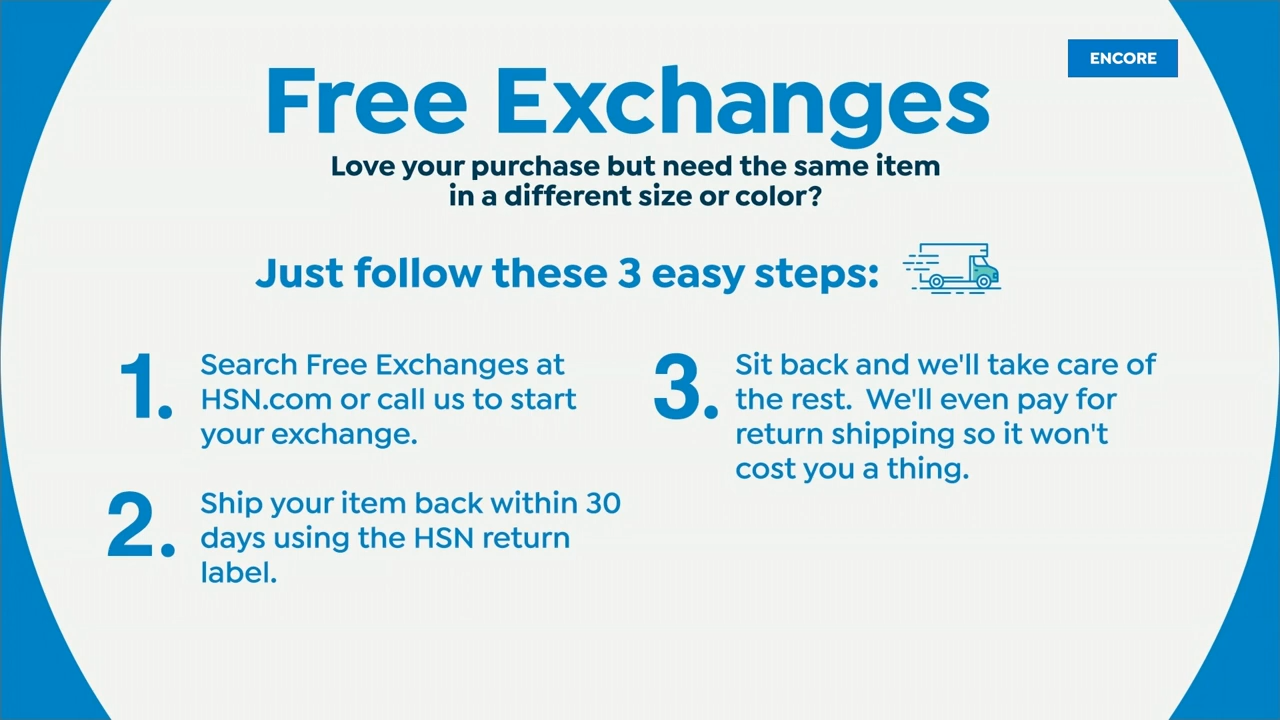 ENCORE
Free Exchanges
Love your purchase but need the same item
in a different size or color?
Just follow these 3 easy steps:
1. Search Free Exchanges at
HSN.com or call us to start
your exchange.
2. Ship your item back within 30
days using the HSN return
label.
3. Sit back and we'll take care of
the rest.  We'll even pay for
return shipping so it won't
cost you a thing.